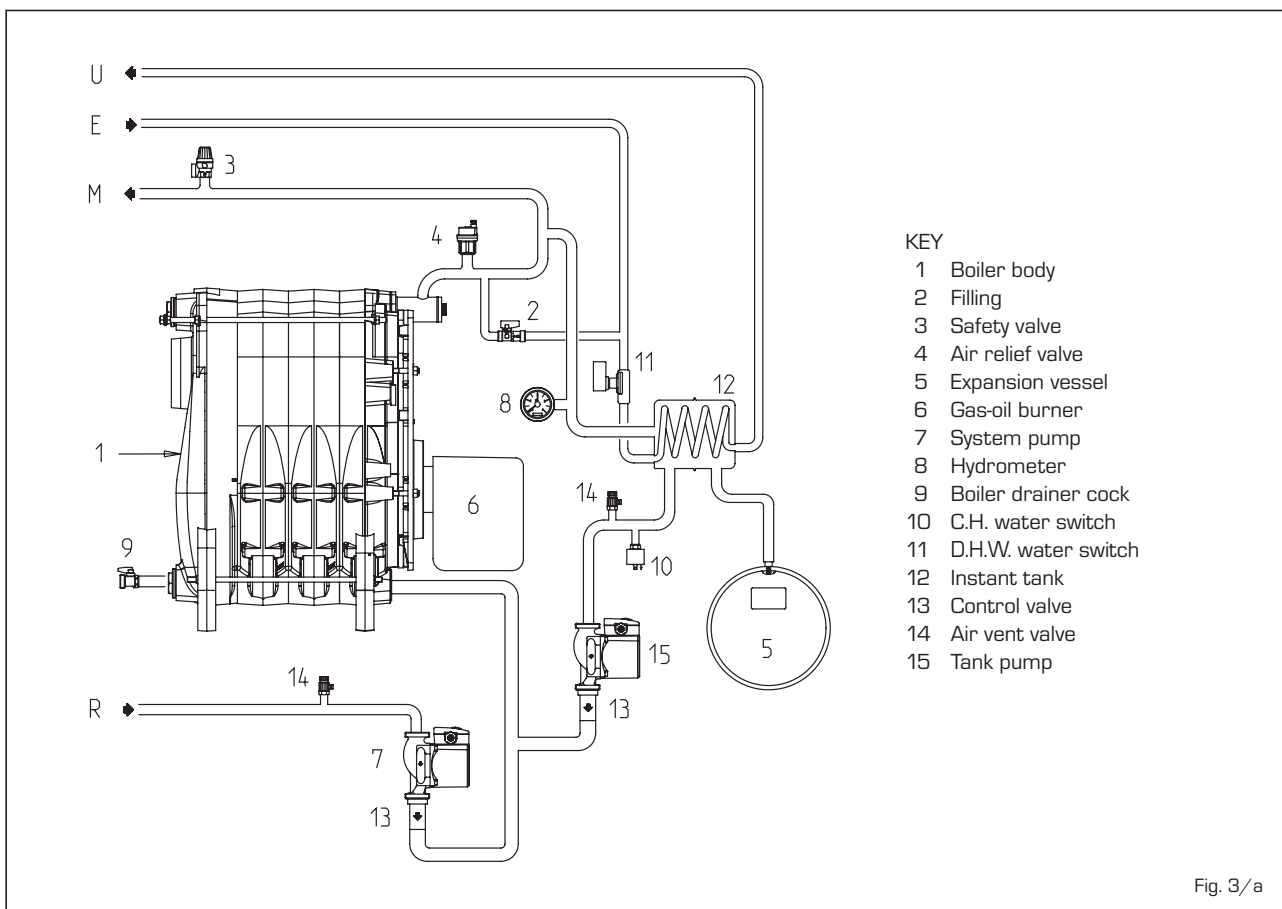 U
E
3
M
4
2
11
12
8
1
14
6
9
10
15
5
14
13
R
7
13
KEY
1 Boiler body
2 Filling
3 Safety valve
4 Air relief valve
5 Expansion vessel
6 Gas-oil burner
7 System pump
8 Hydrometer
9 Boiler drainer cock
10 C.H. water switch
11 D.H.W. water switch
12 Instant tank
13 Control valve
14 Air vent valve
15 Tank pump
Fig. 3/a